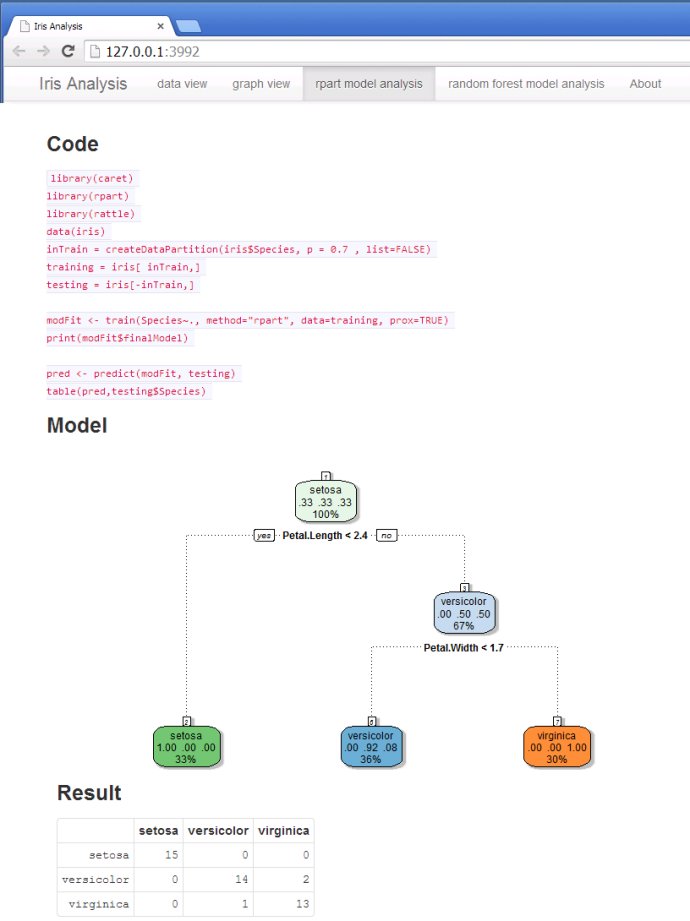 Iris Analysis
127.0.0.1:3992
Iris Analysis data view graph view rpart model analysis random forest model analysis About
Code
library(caret)
library(rpart)
library(rattle)
data(iris)
inTrain = createDataPartition(iris$Species, p = 0.7 , list=FALSE)
training = iris[ inTrain,]
testing = iris[-inTrain,]
modFit <- train(Species~., method="rpart", data=training, prox=TRUE)
print(modFit$finalModel)
pred <- predict(modFit, testing)
table(pred,testing$Species)
Model
1
setosa
.33 .33 .33
100%
yes Petal.Length < 2.4 no
3
versicolor
.00 .50 .50
67%
Petal.Width < 1.7
2
setosa
1.00 .00 .00
33%
6
versicolor
.00 .92 .08
36%
7
virginica
.00 .00 1.00
30%
Result
setosa versicolor virginica
setosa 15 0 0
versicolor 0 14 2
virginica 0 1 13